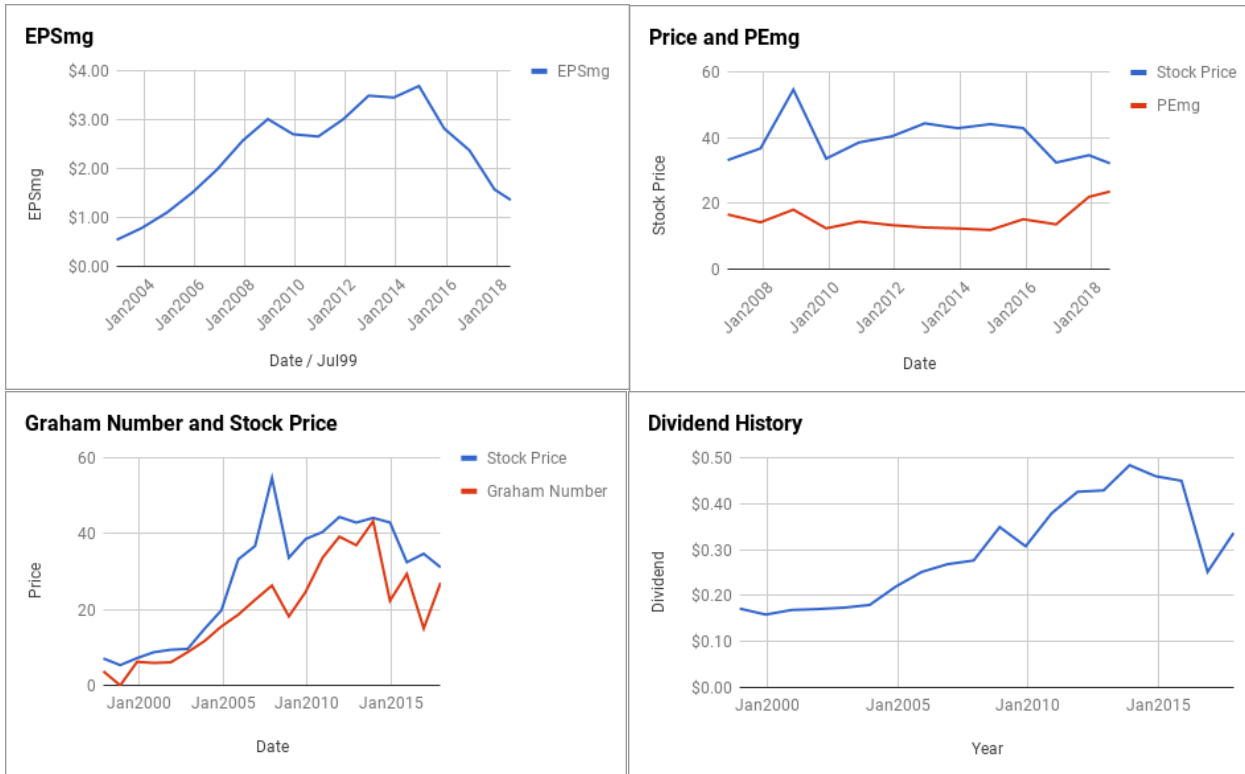 EPSmg
EPSmg
$4.00
$3.00
$2.00
$1.00
$0.00
EPSmg
Jan2004
Jan2006
Jan2008
Jan2010
Jan2012
Jan2014
Jan2016
Jan2018
Date / Jul99
Price and PEmg
Stock Price
PEmg
60
40
20
0
Stock Price
Jan2008
Jan2010
Jan2012
Jan2014
Jan2016
Jan2018
Date
Graham Number and Stock Price
Stock Price
Graham Number
60
40
20
0
Price
Jan2000
Jan2005
Jan2010
Jan2015
Date
Dividend History
$0.50
$0.40
$0.30
$0.20
$0.10
$0.00
Dividend
Jan2000
Jan2005
Jan2010
Jan2015
Year